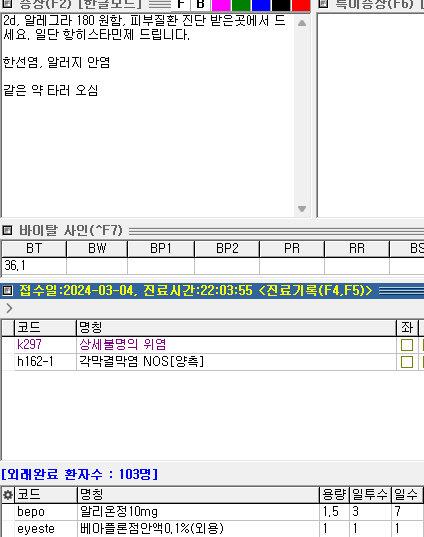 증상(F2) [한글모드]
F B
특이증상(F6) [
2d, 알레그라 180 원함, 피부질환 진단 받은곳에서 드
세요, 일단 항히스타민제 드립니다.
한선염, 알러지 안염
같은 약 타러 오심
바이탈 사인(^F7)
BT BW BP1 BP2 PR RR BS
36.1
접수일:2024-03-04, 진료시간:22:03:55 <진료기록(F4,F5)>
코드 명칭 좌
k297 상세불명의 위염
h162-1 각막결막염 NOS[양측]
[외래완료 환자수 : 103명]
코드 명칭 용량 일투수 일수
bepo 알리온정10mg 1.5 3 7
eyeste 베아플론점안액0.1%(외용) 1 1 1